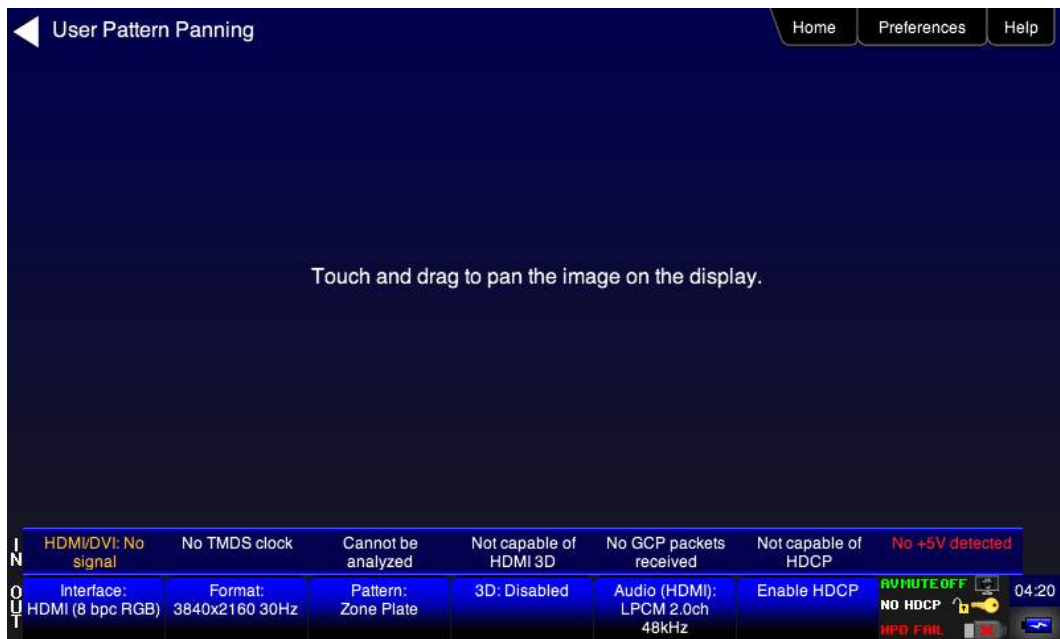 User Pattern Panning
Home
Preferences
Help
Touch and drag to pan the image on the display.
IN
HDMI/DVI: No
signal
No TMDS clock
Cannot be
analyzed
Not capable of
HDMI 3D
No GCP packets
received
Not capable of
HDCP
No +5V detected
OUT
Interface:
HDMI (8 bpc RGB)
Format:
3840x2160 30Hz
Pattern:
Zone Plate
3D: Disabled
Audio (HDMI):
LPCM 2.0ch
48kHz
Enable HDCP
AVMUTE OFF
NO HDCP
HPD FAIL
04:20